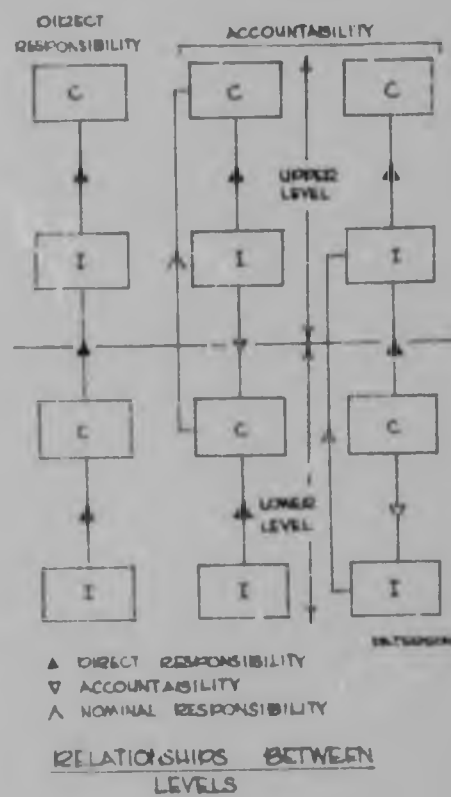 DIRECT
RESPONSIBILITY
ACCOUNTABILITY
C C C
UPPER
LEVEL
I I I
C C C
LOWER
LEVEL
I I I
▲ DIRECT RESPONSIBILITY
▽ ACCOUNTABILITY
∧ NOMINAL RESPONSIBILITY
RELATIONSHIPS BETWEEN
LEVELS